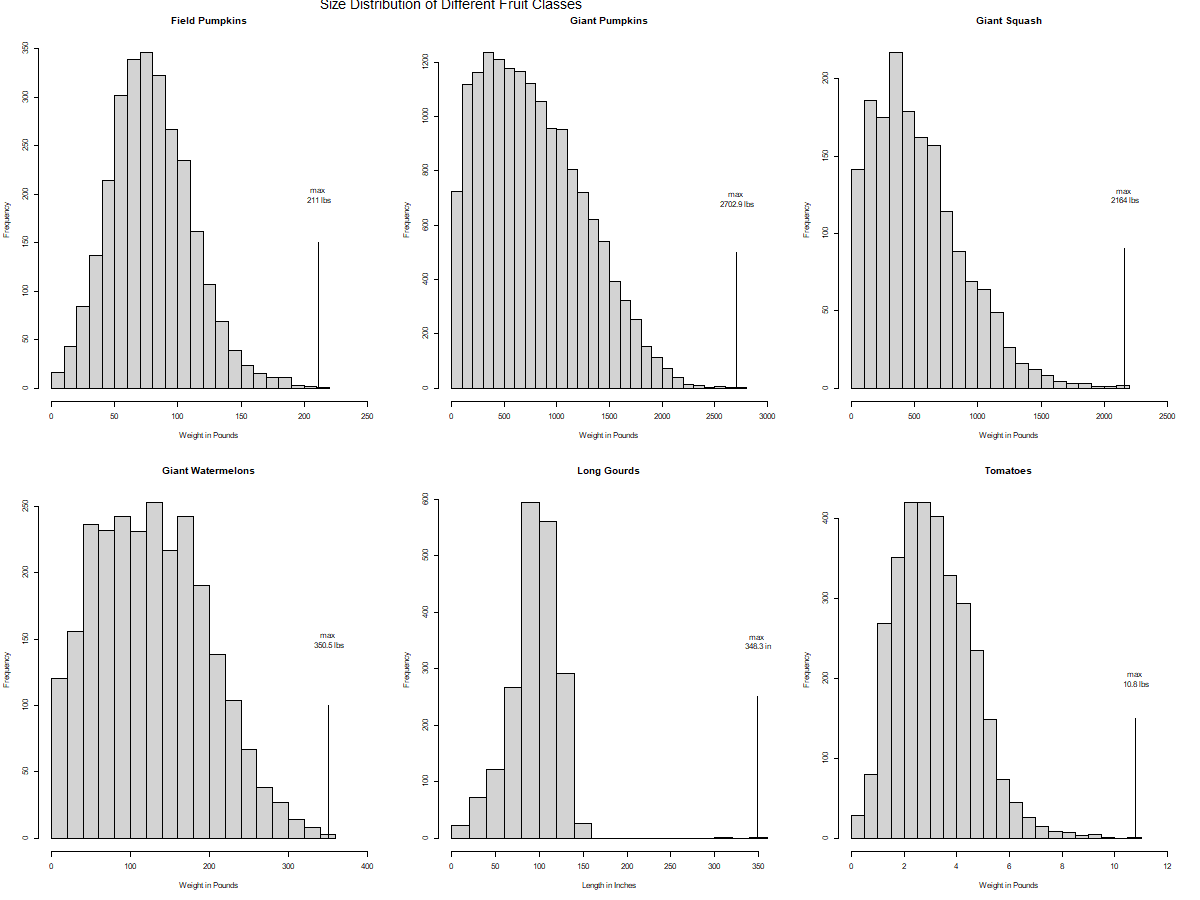 Size Distribution of Different Fruit Classes
Field Pumpkins
Frequency
0 50 100 150 200 250 300 350
max
211 lbs
0 50 100 150 200 250
Weight in Pounds
Giant Pumpkins
Frequency
0 200 400 600 800 1000 1200
max
2702.9 lbs
0 500 1000 1500 2000 2500 3000
Weight in Pounds
Giant Squash
Frequency
0 50 100 150 200
max
2164 lbs
0 500 1000 1500 2000 2500
Weight in Pounds
Giant Watermelons
Frequency
0 50 100 150 200 250
max
350.5 lbs
0 100 200 300 400
Weight in Pounds
Long Gourds
Frequency
0 100 200 300 400 500 600
max
348.3 in
0 50 100 150 200 250 300 350
Length in Inches
Tomatoes
Frequency
0 100 200 300 400
max
10.8 lbs
0 2 4 6 8 10 12
Weight in Pounds